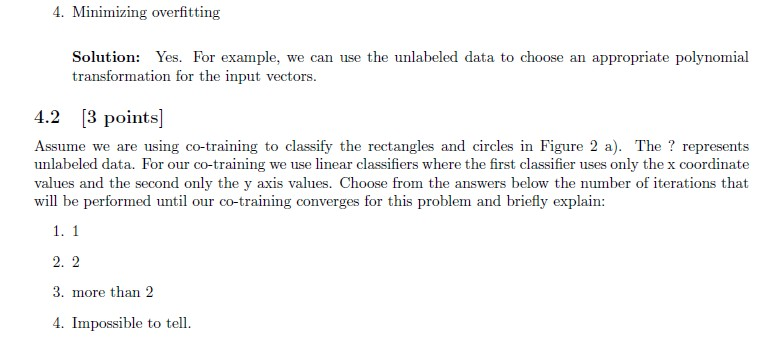 4. Minimizing overfitting
Solution: Yes. For example, we can use the unlabeled data to choose an appropriate polynomial
transformation for the input vectors.
4.2 [3 points]
Assume we are using co-training to classify the rectangles and circles in Figure 2 a). The ? represents
unlabeled data. For our co-training we use linear classifiers where the first classifier uses only the x coordinate
values and the second only the y axis values. Choose from the answers below the number of iterations that
will be performed until our co-training converges for this problem and briefly explain:
1. 1
2. 2
3. more than 2
4. Impossible to tell.